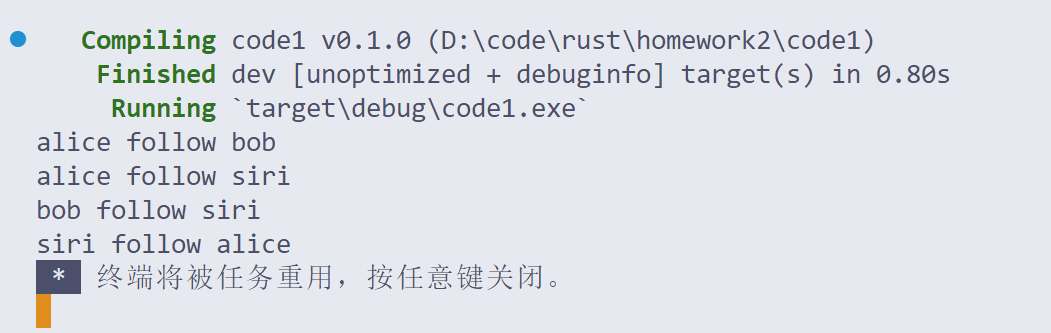 Compiling code1 v0.1.0 (D:\code\rust\homework2\code1)
Finished dev [unoptimized + debuginfo] target(s) in 0.80s
Running `target\debug\code1.exe`
alice follow bob
alice follow siri
bob follow siri
siri follow alice
* 终端将被任务重用，按任意键关闭。